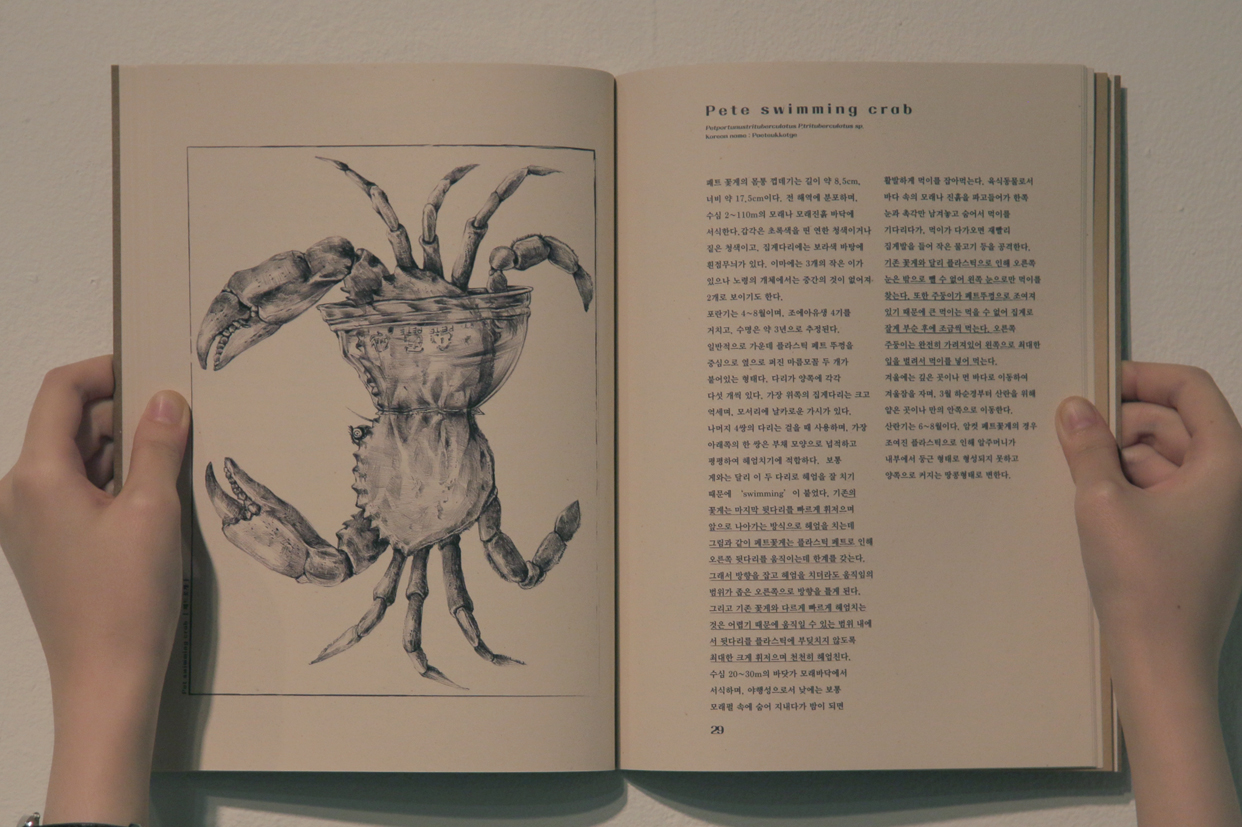 Pete swimming crab
Korean name : Paeteukkotge
페트 꽃게의 몸통 껍데기는 길이 약 8.5cm,
너비 약 17.5cm이다. 전 해역에 분포하며,
수심 2~110m의 모래나 모래진흙 바닥에
서식한다.갑각은 초록색을 띤 연한 청색이거나
짙은 청색이고, 집게다리에는 보라색 바탕에
흰점무늬가 있다. 이마에는 3개의 작은 이가
있으나 노령의 개체에서는 중간의 것이 없어져
2개로 보이기도 한다.
포란기는 4~8월이며, 조에아유생 4기를
거치고, 수명은 약 3년으로 추정된다.
일반적으로 가운데 플라스틱 페트 뚜껑을
중심으로 옆으로 퍼진 마름모꼴 두 개가
붙어있는 형태다. 다리가 양쪽에 각각
다섯 개씩 있다. 가장 위쪽의 집게다리는 크고
억세며, 모서리에 날카로운 가시가 있다.
나머지 4쌍의 다리는 걸을 때 사용하며, 가장
아래쪽의 한 쌍은 부채 모양으로 넓적하고
평평하여 헤엄치기에 적합하다. 보통
게와는 달리 이 두 다리로 헤엄을 잘 치기
때문에 ‘swimming’ 이 붙었다. 기존의
꽃게는 마지막 뒷다리를 빠르게 휘저으며
앞으로 나아가는 방식으로 헤엄을 치는데
그림과 같이 페트꽃게는 플라스틱 페트로 인해
오른쪽 뒷다리를 움직이는데 한계를 갖는다.
그래서 방향을 잡고 헤엄을 치더라도 움직임의
범위가 좁은 오른쪽으로 방향을 틀게 된다.
그리고 기존 꽃게와 다르게 빠르게 헤엄치는
것은 어렵기 때문에 움직일 수 있는 범위 내에
서 뒷다리를 플라스틱에 부딪치지 않도록
최대한 크게 휘저으며 천천히 헤엄친다.
수심 20~30m의 바닷가 모래바닥에서
서식하며, 야행성으로서 낮에는 보통
모래펄 속에 숨어 지내다가 밤이 되면
활발하게 먹이를 잡아먹는다. 육식동물로서
바다 속의 모래나 진흙을 파고들어가 한쪽
눈과 촉각만 남겨놓고 숨어서 먹이를
기다리다가, 먹이가 다가오면 재빨리
집게발을 들어 작은 물고기 등을 공격한다.
기존 꽃게와 달리 플라스틱으로 인해 오른쪽
눈은 밖으로 뺄 수 없어 왼쪽 눈으로만 먹이를
찾는다. 또한 주둥이가 페트뚜껑으로 조여져
있기 때문에 큰 먹이는 먹을 수 없어 집게로
잘게 부순 후에 조금씩 먹는다. 오른쪽
주둥이는 완전히 가려져있어 왼쪽으로 최대한
입을 벌려서 먹이를 넣어 먹는다.
겨울에는 깊은 곳이나 먼 바다로 이동하여
겨울잠을 자며, 3월 하순경부터 산란을 위해
얕은 곳이나 만의 안쪽으로 이동한다.
산란기는 6~8월이다. 암컷 페트꽃게의 경우
조여진 플라스틱으로 인해 알주머니가
내부에서 둥근 형태로 형성되지 못하고
양쪽으로 커지는 땅콩형태로 변한다.
29